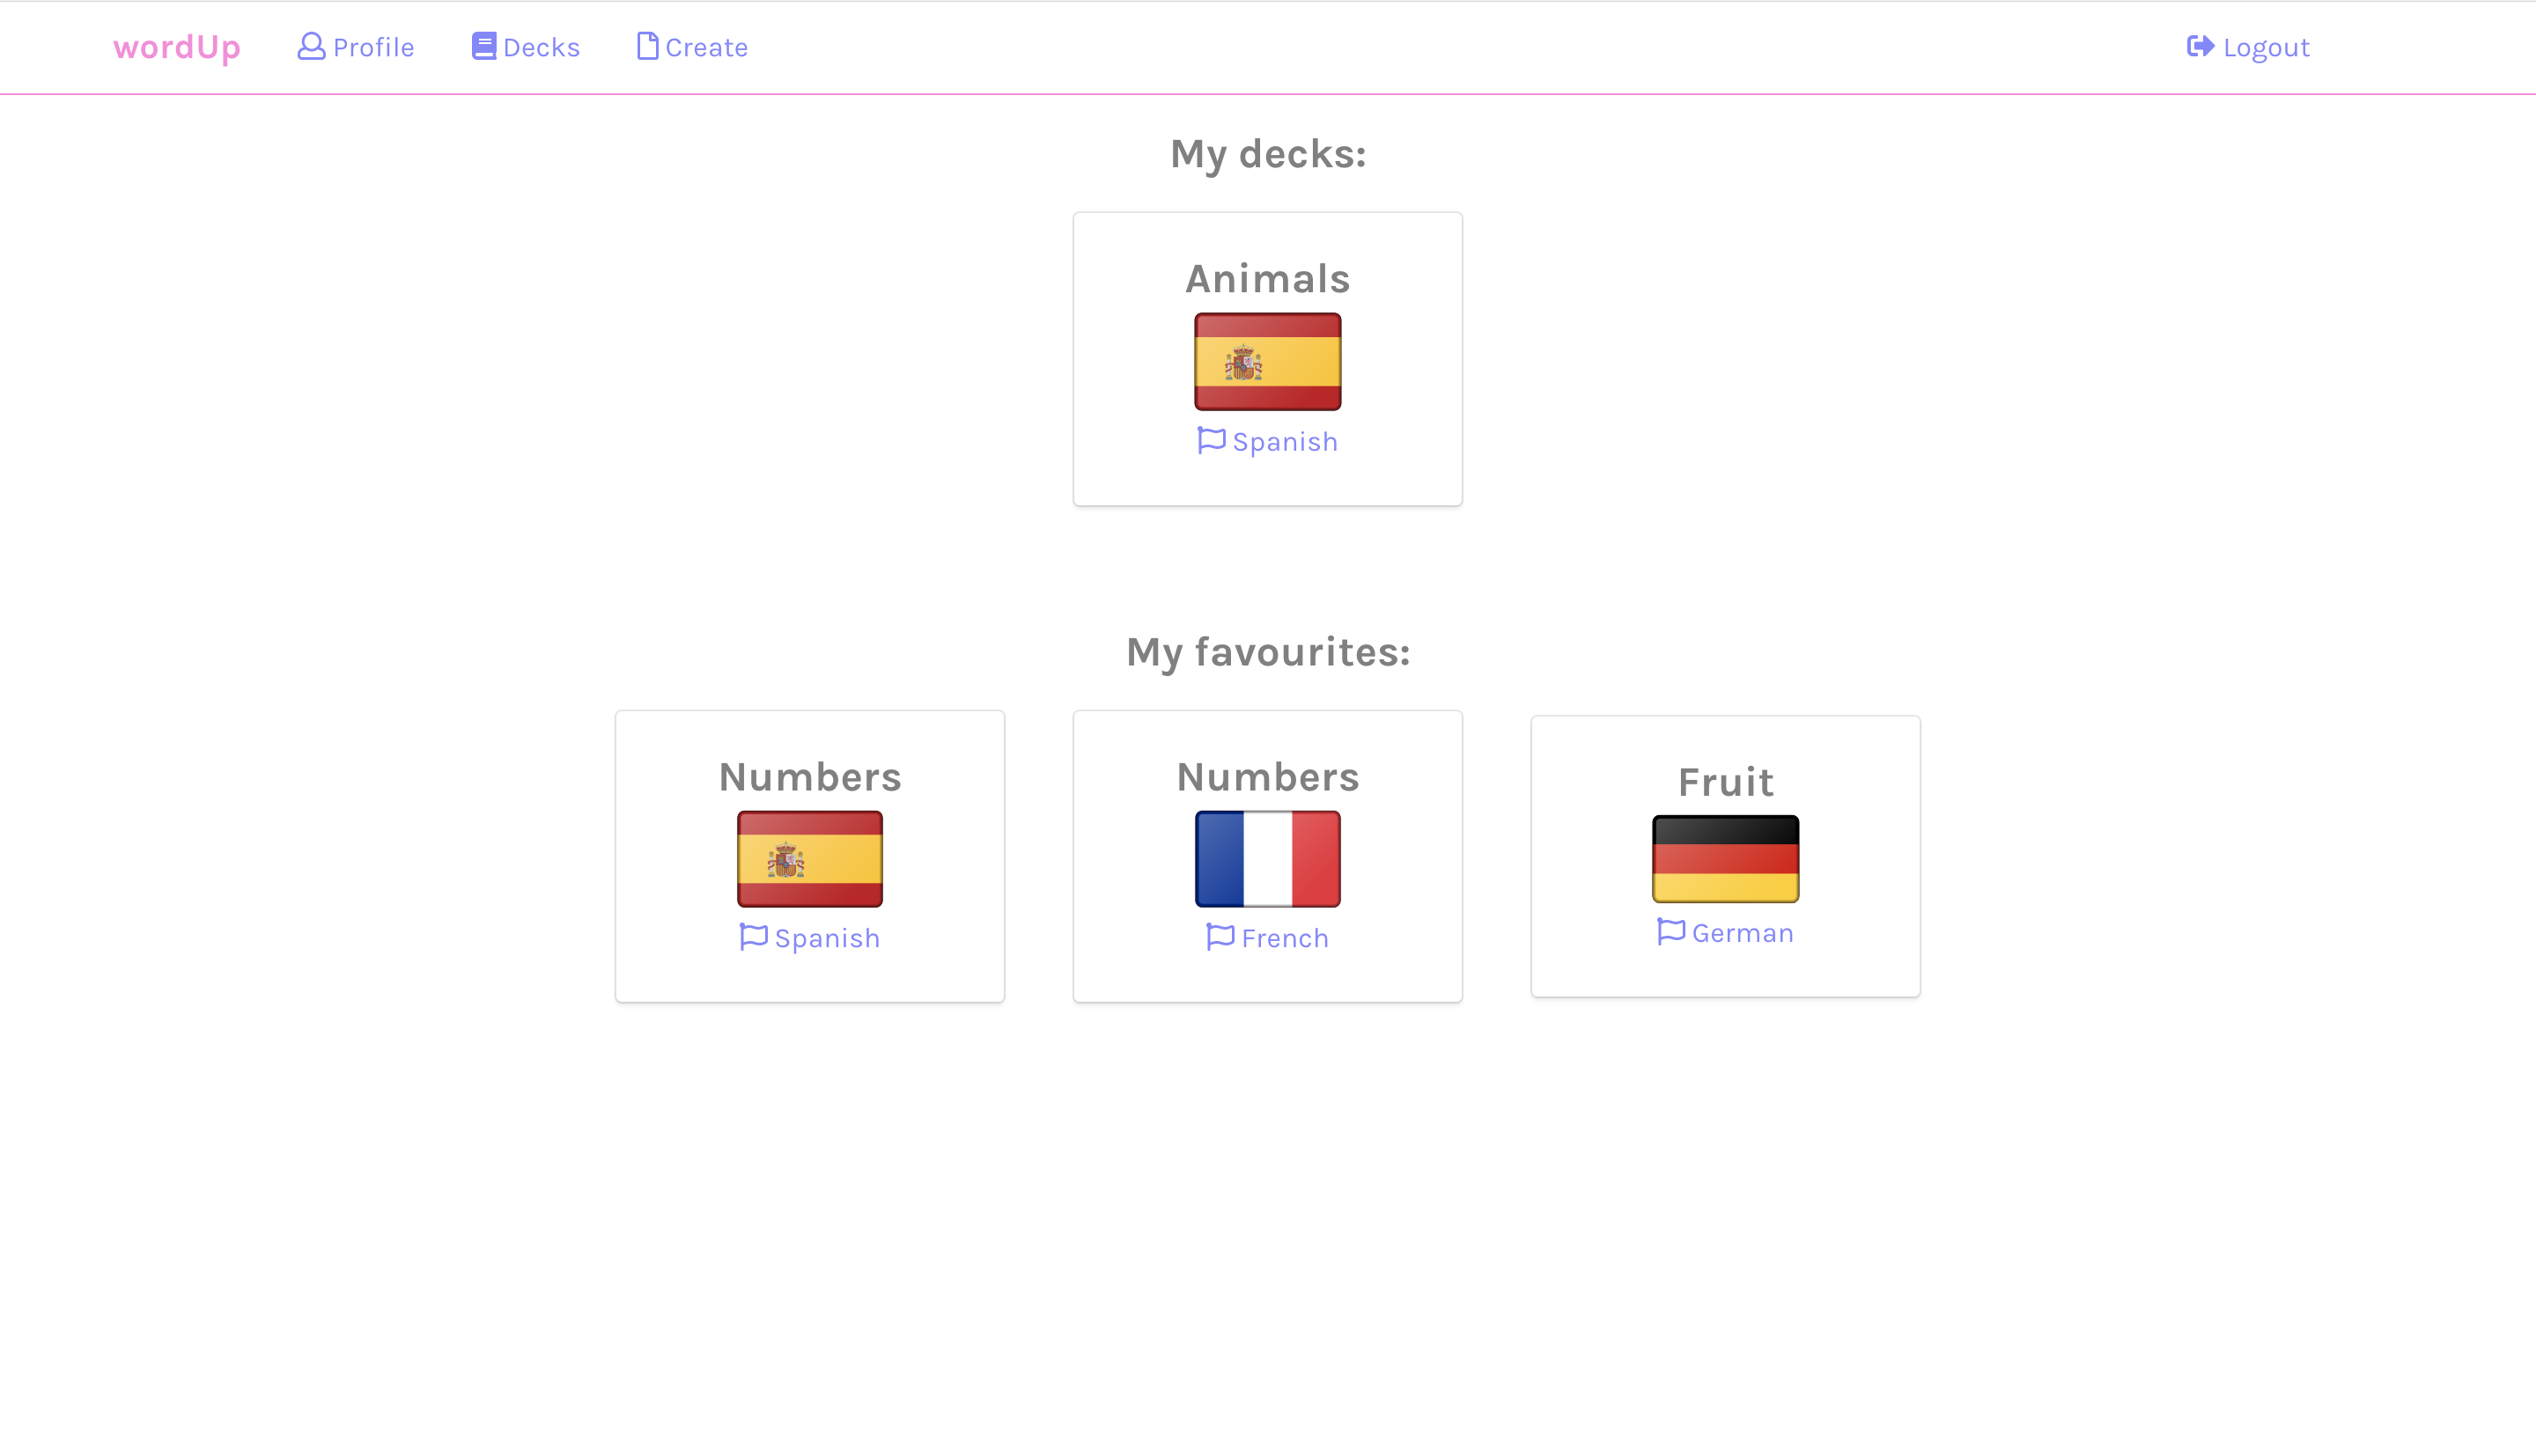 wordUp Profile Decks Create Logout
My decks:
Animals
Spanish
My favourites:
Numbers
Spanish
Numbers
French
Fruit
German